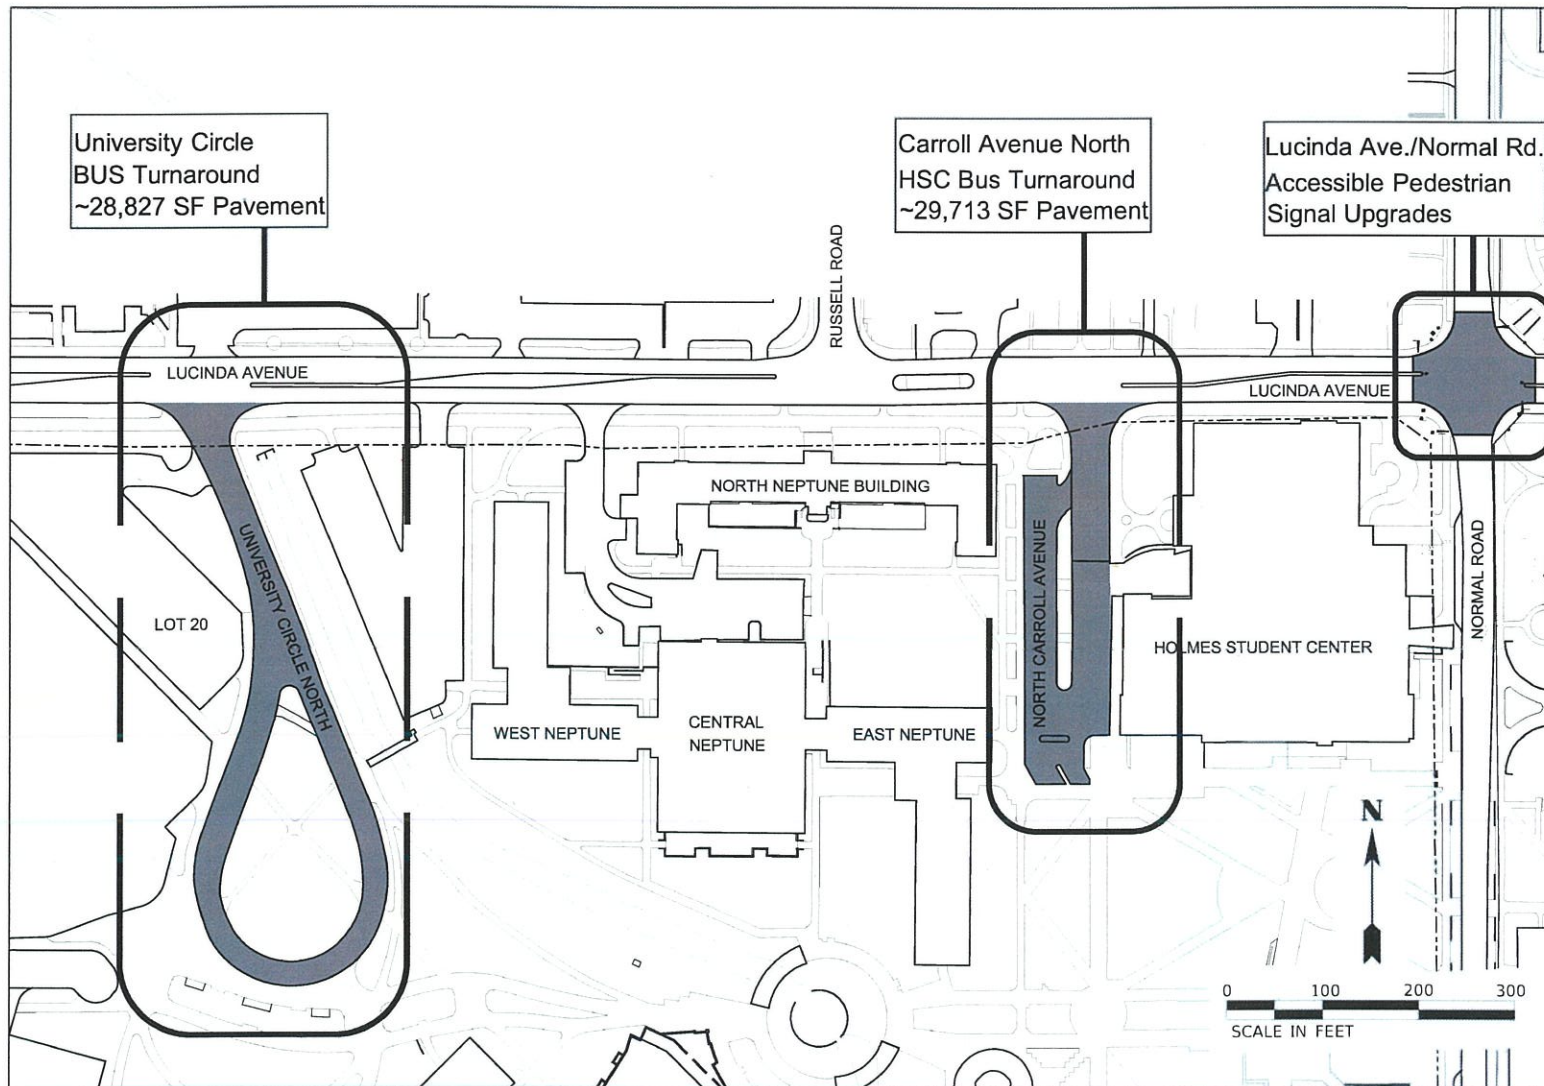 University Circle
BUS Turnaround
~28,827 SF Pavement
Carroll Avenue North
HSC Bus Turnaround
~29,713 SF Pavement
Lucinda Ave./Normal Rd.
Accessible Pedestrian
Signal Upgrades
RUSSELL ROAD
LUCINDA AVENUE
LUCINDA AVENUE
NORTH NEPTUNE BUILDING
UNIVERSITY CIRCLE NORTH
NORTH CARROLL AVENUE
NORMAL ROAD
LOT 20
HOLMES STUDENT CENTER
WEST NEPTUNE
CENTRAL
NEPTUNE
EAST NEPTUNE
N
0 100 200 300
SCALE IN FEET